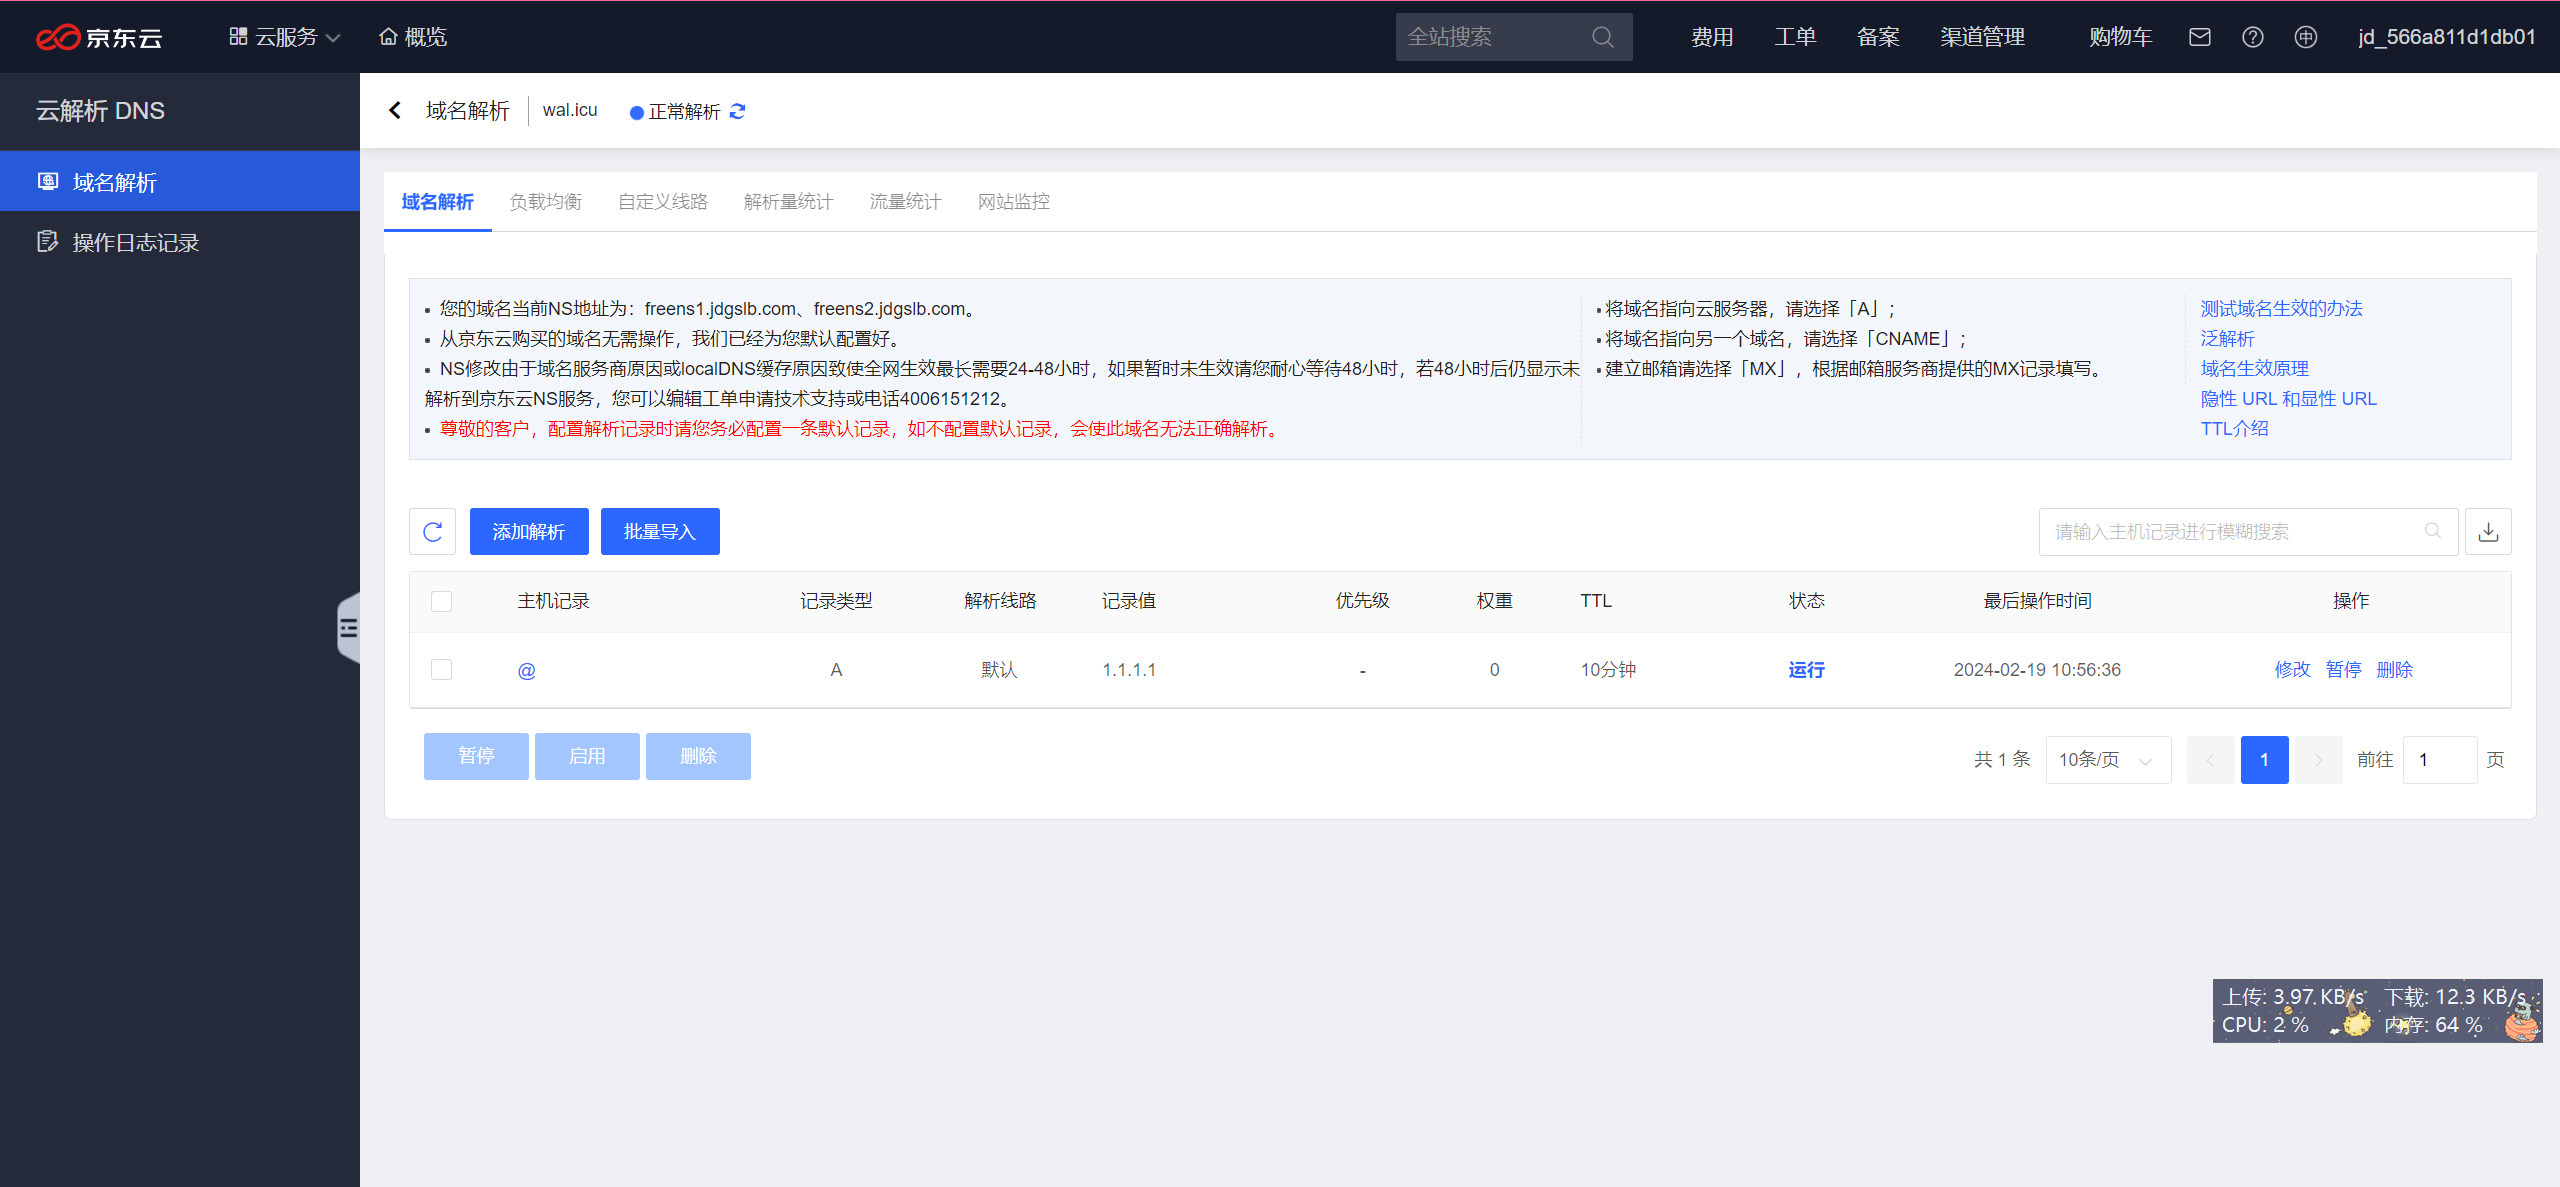 京东云
云服务
概览
全站搜索
费用
工单
备案
渠道管理
购物车
jd_566a811d1db01
云解析 DNS
域名解析
操作日志记录
域名解析
wal.icu
正常解析
域名解析
负载均衡
自定义线路
解析量统计
流量统计
网站监控
您的域名当前NS地址为：freens1.jdgslb.com、freens2.jdgslb.com。
从京东云购买的域名无需操作，我们已经为您默认配置好。
NS修改由于域名服务商原因或localDNS缓存原因致使全网生效最长需要24-48小时，如果暂时未生效请您耐心等待48小时，若48小时后仍显示未
解析到京东云NS服务，您可以编辑工单申请技术支持或电话4006151212。
尊敬的客户，配置解析记录时请您务必配置一条默认记录，如不配置默认记录，会使此域名无法正确解析。
将域名指向云服务器，请选择「A」；
将域名指向另一个域名，请选择「CNAME」；
建立邮箱请选择「MX」，根据邮箱服务商提供的MX记录填写。
测试域名生效的办法
泛解析
域名生效原理
隐性 URL 和显性 URL
TTL介绍
添加解析
批量导入
请输入主机记录进行模糊搜索
主机记录 记录类型 解析线路 记录值 优先级 权重 TTL 状态 最后操作时间 操作
@ A 默认 1.1.1.1 - 0 10分钟 运行 2024-02-19 10:56:36 修改 暂停 删除
暂停
启用
删除
共 1 条
10条/页
1
前往
1
页
上传: 3.97 KB/s 下载: 12.3 KB/s
CPU: 2 % 内存: 64 %